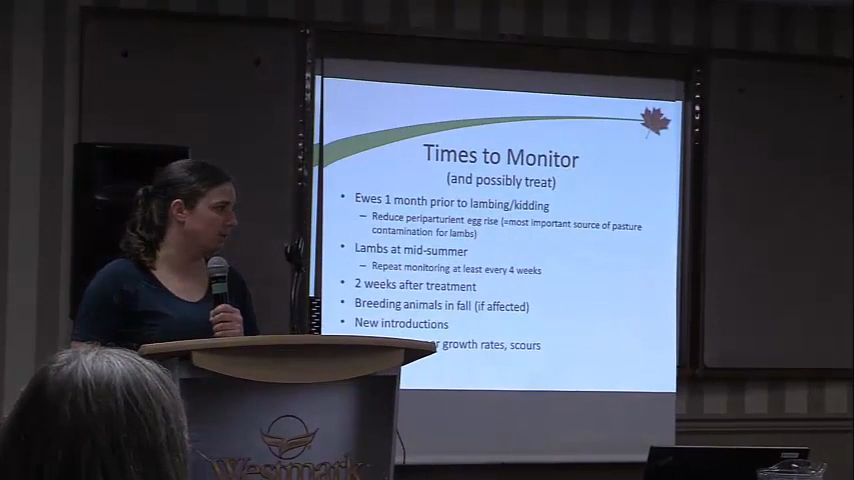 Times to Monitor
(and possibly treat)
• Ewes 1 month prior to lambing/kidding
– Reduce periparturient egg rise (=most important source of pasture
contamination for lambs)
• Lambs at mid-summer
– Repeat monitoring at least every 4 weeks
• 2 weeks after treatment
• Breeding animals in fall (if affected)
• New introductions
growth rates, scours
Westmark